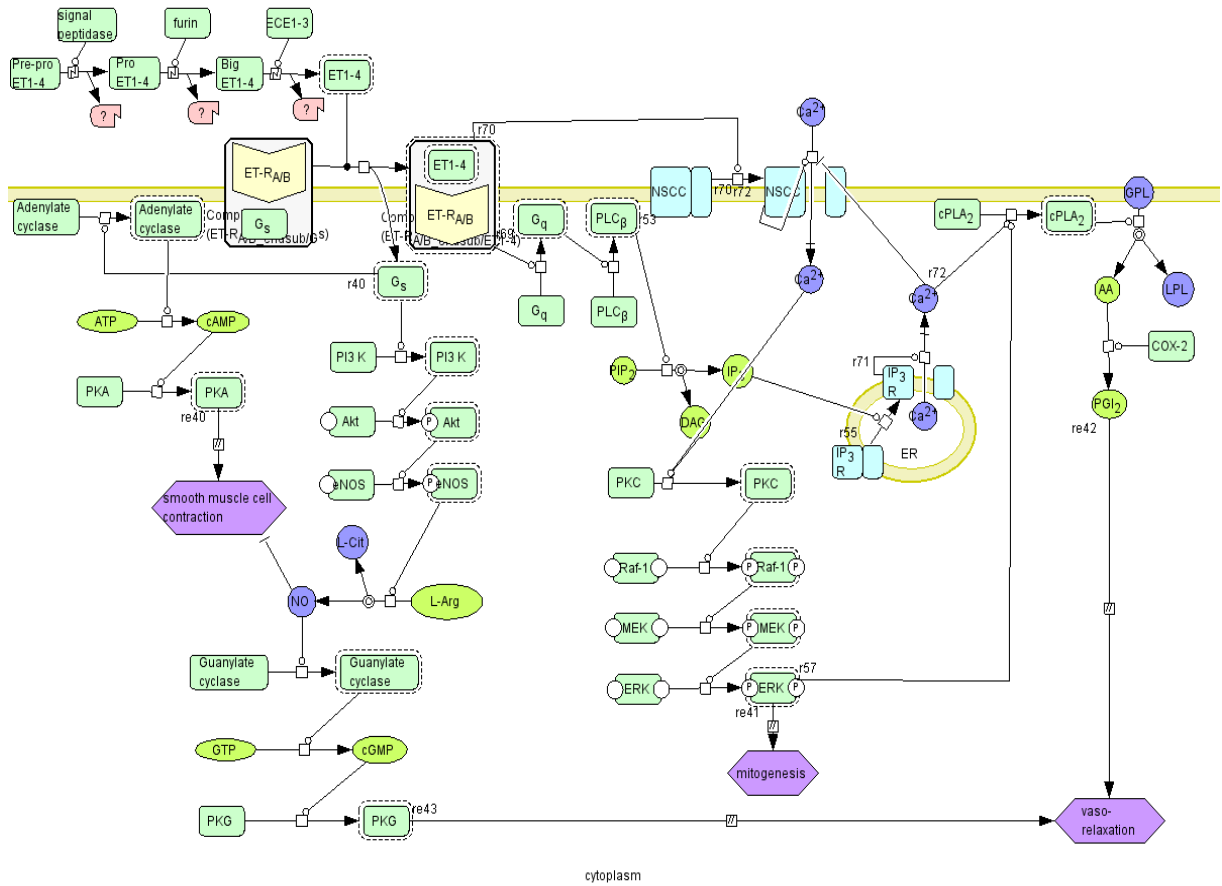 signal
peptidase
furin
ECE1-3
Pre-pro
ET1-4
Pro
ET1-4
Big
ET1-4
ET1-4
?
?
?
r70
Ca2+
ET-RA/B
Gs
ET1-4
ET-RA/B
NSCC
r70
r72
NSCC
Adenylate
cyclase
Adenylate
cyclase
Gq
PLCβ
r53
cPLA2
cPLA2
GPL
r40
Gs
Gq
PLCβ
Ca2+
r72
Ca2+
AA
LPL
ATP
cAMP
PI3 K
PI3 K
COX-2
r71
PIP2
IP3
IP3
R
PKA
PKA
re40
Akt
P
Akt
DAG
Ca2+
PGI2
re42
r55
IP3
R
ER
eNOS
P
eNOS
PKC
PKC
smooth muscle cell
contraction
L-Cit
Raf-1
P
Raf-1
P
NO
L-Arg
MEK
P
MEK
P
Guanylate
cyclase
Guanylate
cyclase
r57
ERK
P
ERK
P
re41
GTP
cGMP
mitogenesis
PKG
PKG
re43
vaso-
relaxation
cytoplasm